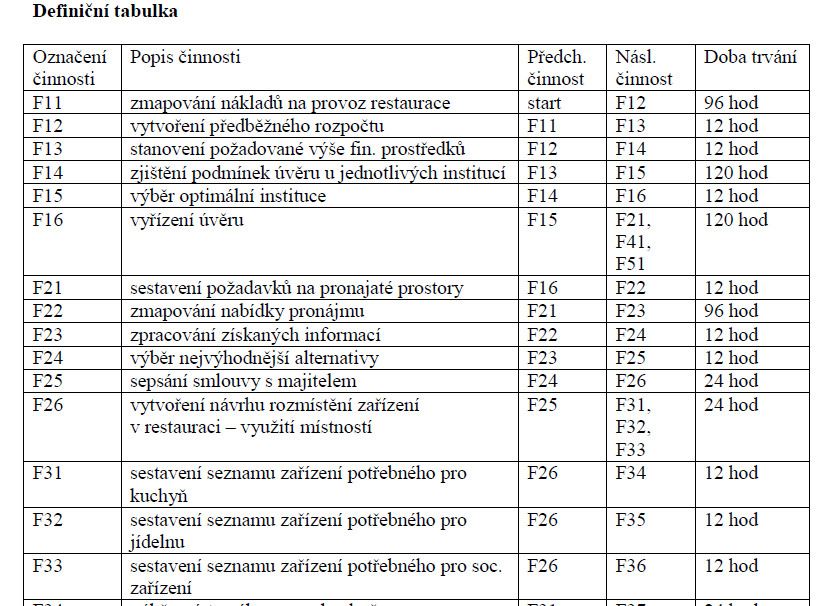 Definiční tabulka
Označení činnosti Popis činnosti Předch. činnost Násl. činnost Doba trvání
F11 zmapování nákladů na provoz restaurace start F12 96 hod
F12 vytvoření předběžného rozpočtu F11 F13 12 hod
F13 stanovení požadované výše fin. prostředků F12 F14 12 hod
F14 zjištění podmínek úvěru u jednotlivých institucí F13 F15 120 hod
F15 výběr optimální instituce F14 F16 12 hod
F16 vyřízení úvěru F15 F21, 120 hod
F41,
F51
F21 sestavení požadavků na pronajaté prostory F16 F22 12 hod
F22 zmapování nabídky pronájmu F21 F23 96 hod
F23 zpracování získaných informací F22 F24 12 hod
F24 výběr nejvýhodnější alternativy F23 F25 12 hod
F25 sepsání smlouvy s majitelem F24 F26 24 hod
F26 vytvoření návrhu rozmístění zařízení F25 F31, 24 hod
v restauraci – využití místností F32,
F33
F31 sestavení seznamu zařízení potřebného pro F26 F34 12 hod
kuchyň
F32 sestavení seznamu zařízení potřebného pro F26 F35 12 hod
jídelnu
F33 sestavení seznamu zařízení potřebného pro soc. F26 F36 12 hod
zařízení